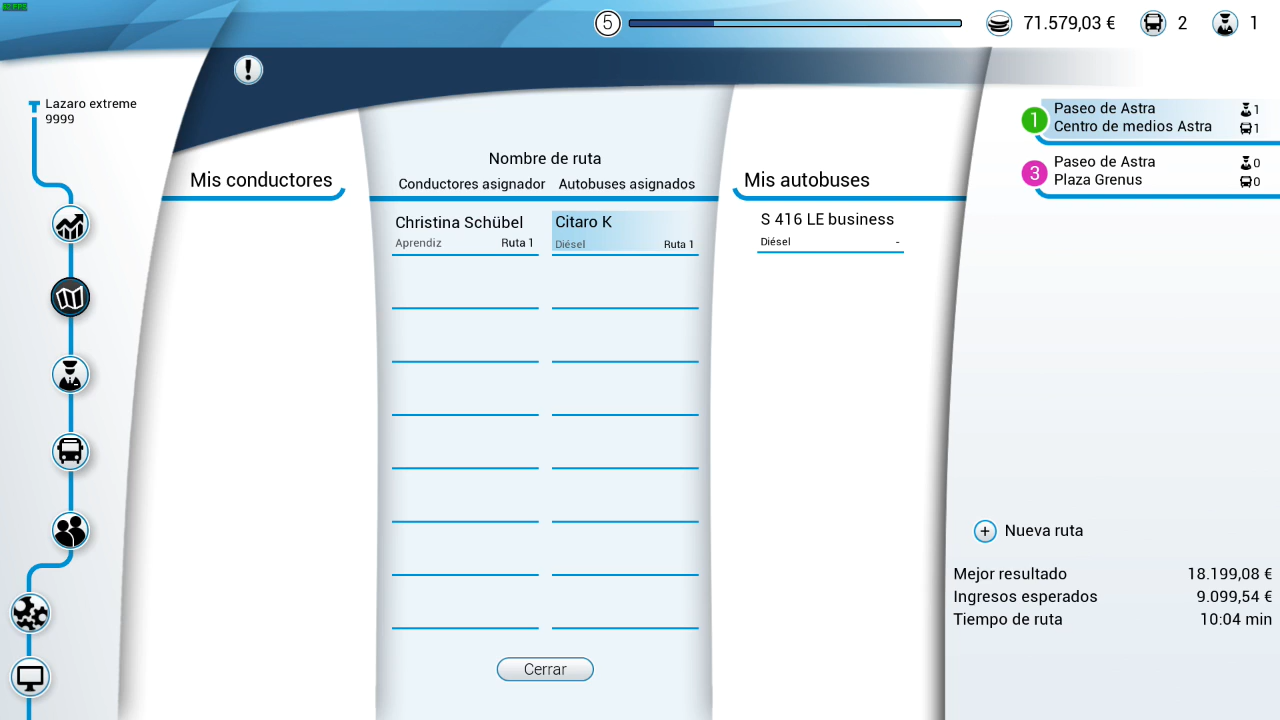 5
71.579,03 €
2
1
Lazaro extreme
9999
Mis conductores
Nombre de ruta
Conductores asignador
Autobuses asignados
Christina Schübel
Aprendiz
Ruta 1
Citaro K
Diésel
Ruta 1
Cerrar
Mis autobuses
S 416 LE business
Diésel
-
1
Paseo de Astra
1
Centro de medios Astra
1
3
Paseo de Astra
0
Plaza Grenus
0
+ Nueva ruta
Mejor resultado 18.199,08 €
Ingresos esperados 9.099,54 €
Tiempo de ruta 10:04 min